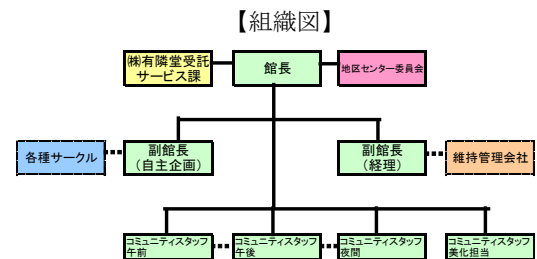 【組織図】
㈱有隣堂受託
サービス課
館長
地区センター委員会
各種サークル
副館長
（自主企画）
副館長
（経理）
維持管理会社
コミュニティスタッフ
午前
コミュニティスタッフ
午後
コミュニティスタッフ
夜間
コミュニティスタッフ
美化担当